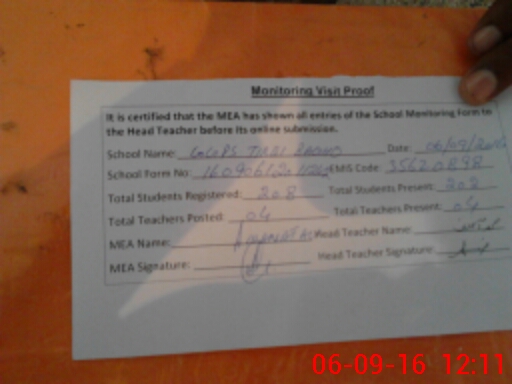 Monitoring Visit Proof
It is certified that the MEA has shown all entries of the School Monitoring Form to
the Head Teacher before its online submission.
School Name: Date: 06/09/2016
School Form No: EMIS Code: 35620898
Total Students Registered: 208 Total Students Present: 202
Total Teachers Posted: 04 Total Teachers Present: 04
MEA Name: Head Teacher Name:
MEA Signature: Head Teacher Signature:
06-09-16 12:11